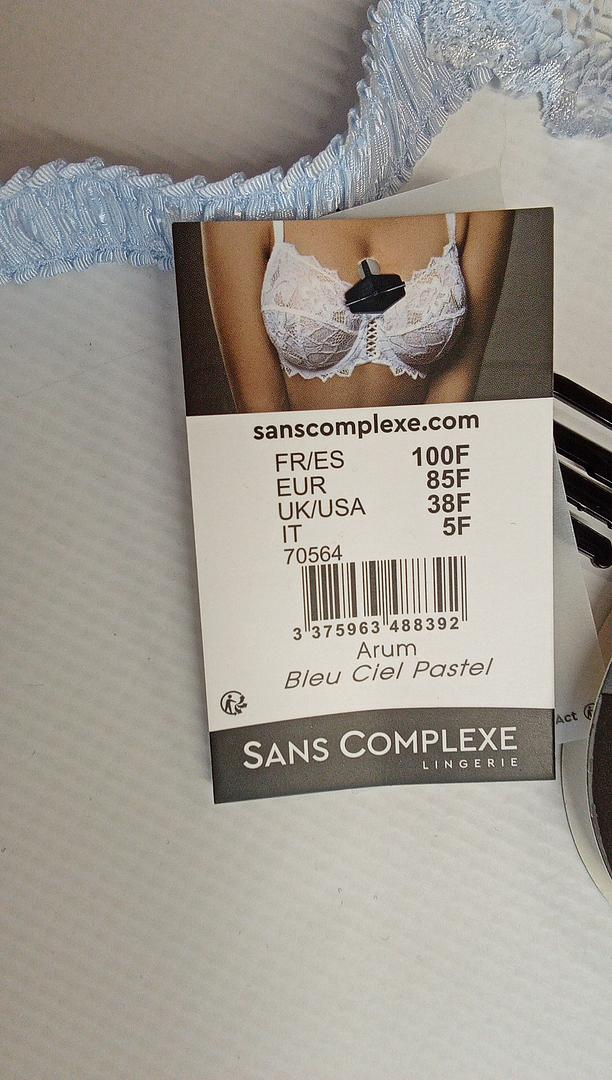 sanscomplexe.com
FR/ES 100F
EUR 85F
UK/USA 38F
IT 5F
70564
3 375963 488392
Arum
Bleu Ciel Pastel
SANS COMPLEXE
LINGERIE
Act